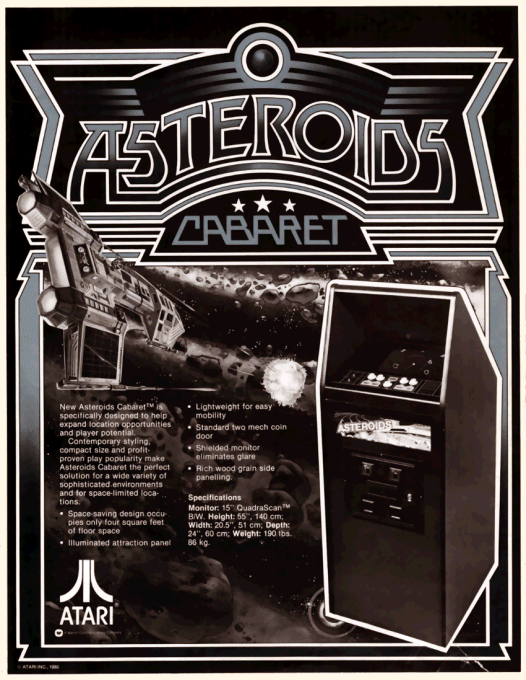 ASTEROIDS
CABARET
New Asteroids Cabaret™ is
specifically designed to help
expand location opportunities
and player potential.
Contemporary styling,
compact size and profit-
proven play popularity make
Asteroids Cabaret the perfect
solution for a wide variety of
sophisticated environments
and for space-limited loca-
tions.
• Space-saving design occu-
pies only four square feet
of floor space
• Illuminated attraction panel
• Lightweight for easy
mobility
• Standard two mech coin
door
• Shielded monitor
eliminates glare
• Rich wood grain side
panelling.
Specifications
Monitor: 15" QuadraScan™
B/W. Height: 55", 140 cm;
Width: 20.5", 51 cm; Depth:
24", 60 cm; Weight: 190 lbs.
86 kg.
ASTEROIDS
ATARI®
A Warner Communications Company
© ATARI INC., 1980